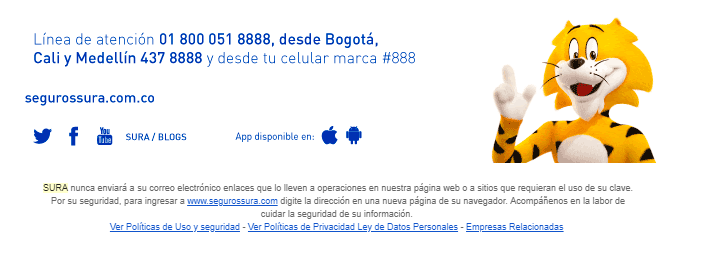 Línea de atención 01 800 051 8888, desde Bogotá,
Cali y Medellín 437 8888 y desde tu celular marca #888
segurossura.com.co
You Tube SURA / BLOGS App disponible en:
SURA nunca enviará a su correo electrónico enlaces que lo lleven a operaciones en nuestra página web o a sitios que requieran el uso de su clave.
Por su seguridad, para ingresar a www.segurossura.com digite la dirección en una nueva página de su navegador. Acompáñenos en la labor de
cuidar la seguridad de su información.
Ver Políticas de Uso y seguridad - Ver Políticas de Privacidad Ley de Datos Personales - Empresas Relacionadas